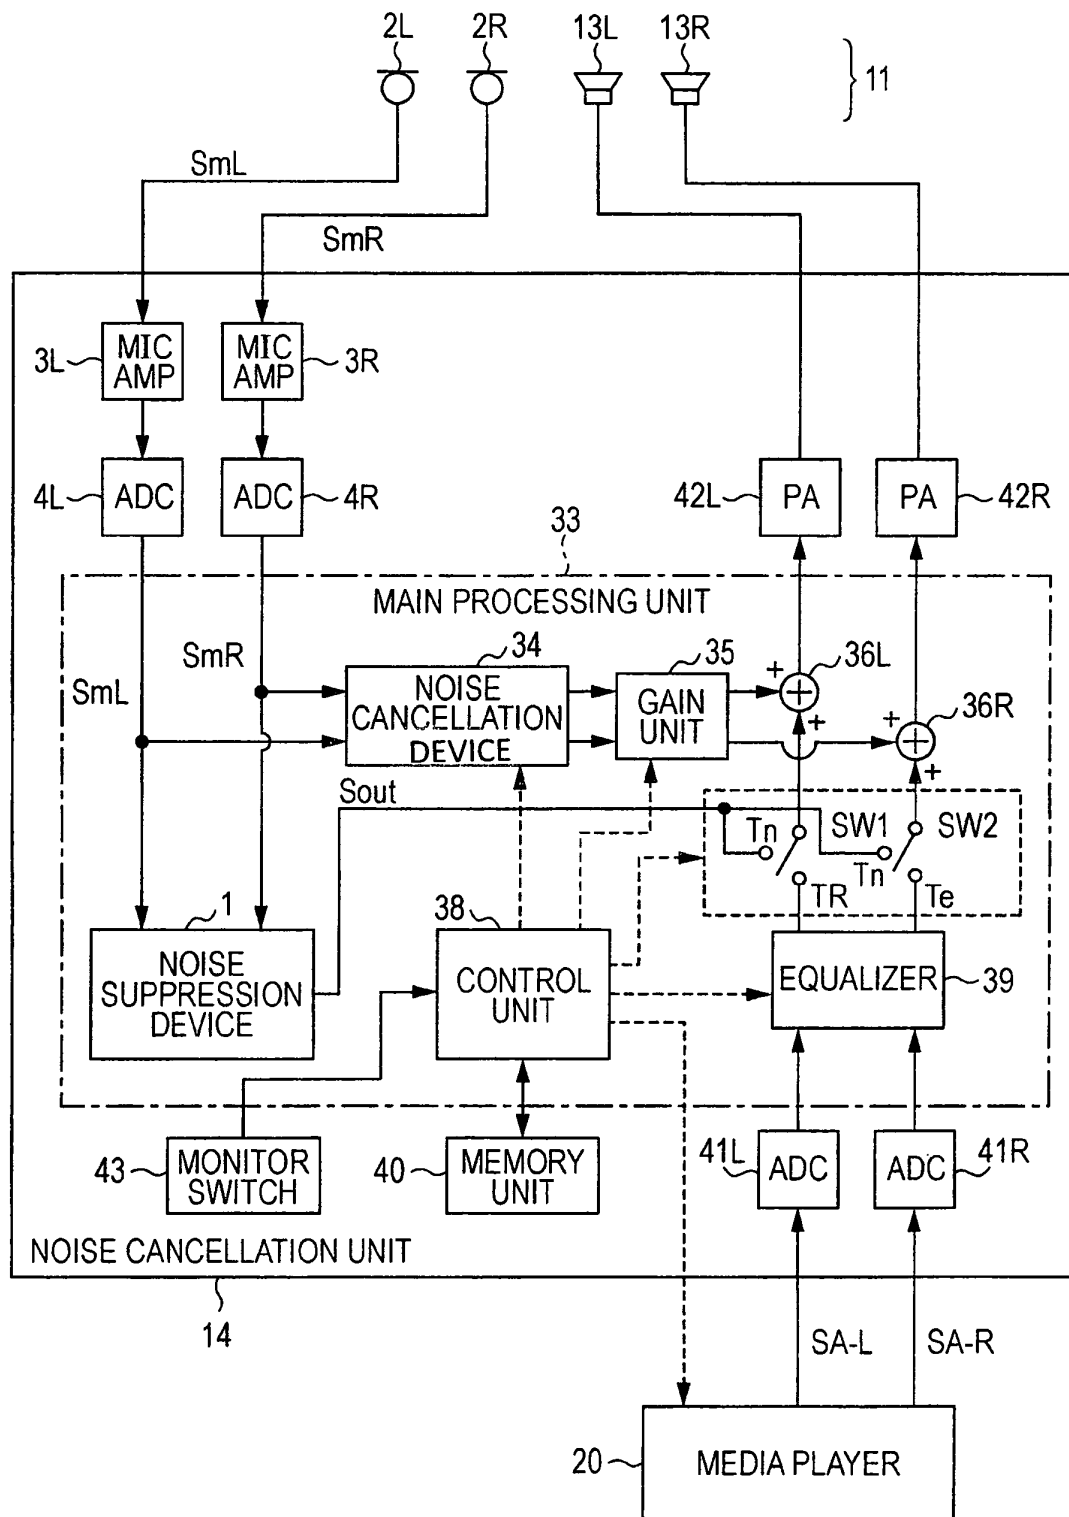 2L 2R 13L 13R
11
SmL
SmR
3L MIC AMP MIC AMP 3R
4L ADC ADC 4R
42L PA PA 42R
33
MAIN PROCESSING UNIT
SmR 34 35 + 36L
SmL NOISE CANCELLATION DEVICE GAIN UNIT + + 36R
+
Sout
Tn SW1 Tn SW2
TR Te
1 38
NOISE SUPPRESSION DEVICE CONTROL UNIT EQUALIZER 39
43 MONITOR SWITCH 40 MEMORY UNIT 41L ADC ADC 41R
NOISE CANCELLATION UNIT
14
SA-L SA-R
20 MEDIA PLAYER